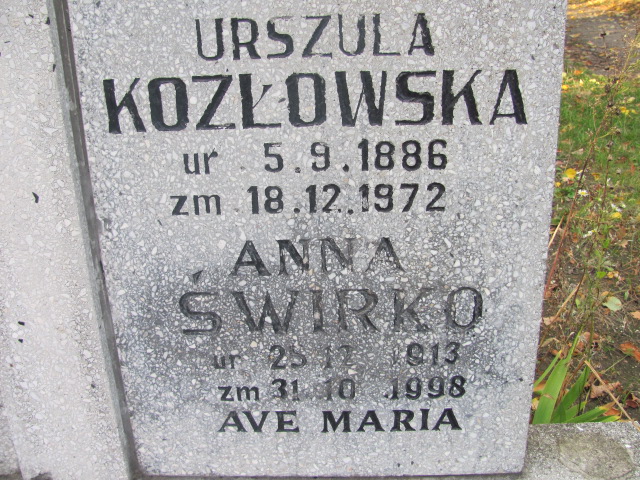 URSZULA
KOZŁOWSKA
ur 5.9.1886
zm 18.12.1972
ANNA
ŚWIRKO
ur 25 12 1913
zm 31.10.1998
AVE MARIA